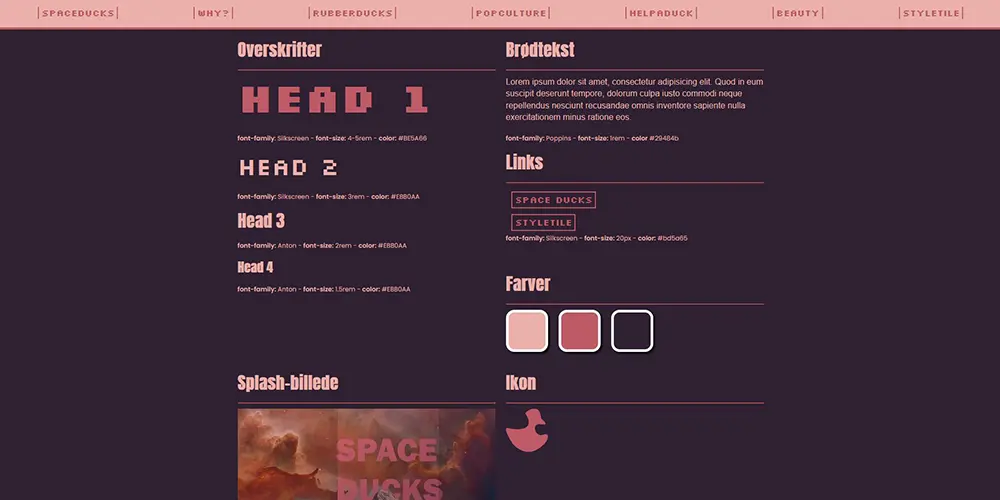 |SPACEDUCKS| |WHY?| |RUBBERDUCKS| |POPCULTURE| |HELPADUCK| |BEAUTY| |STYLETILE|
Overskrifter
HEAD 1
font-family: Silkscreen - font-size: 4-5rem - color: #BE5A66
HEAD 2
font-family: Silkscreen - font-size: 3rem - color: #EBB0AA
Head 3
font-family: Anton - font-size: 2rem - color: #EBB0AA
Head 4
font-family: Anton - font-size: 1.5rem - color: #EBB0AA
Brødtekst
Lorem ipsum dolor sit amet, consectetur adipisicing elit. Quod in eum
suscipit deserunt tempore, dolorum culpa iusto commodi neque
repellendus nesciunt recusandae omnis inventore sapiente nulla
exercitationem minus ratione eos.
font-family: Poppins - font-size: 1rem - color #29484b
Links
SPACE DUCKS
STYLETILE
font-family: Silkscreen - font-size: 20px - color: #bd5a65
Farver
Splash-billede
SPACE
DUCKS
Ikon